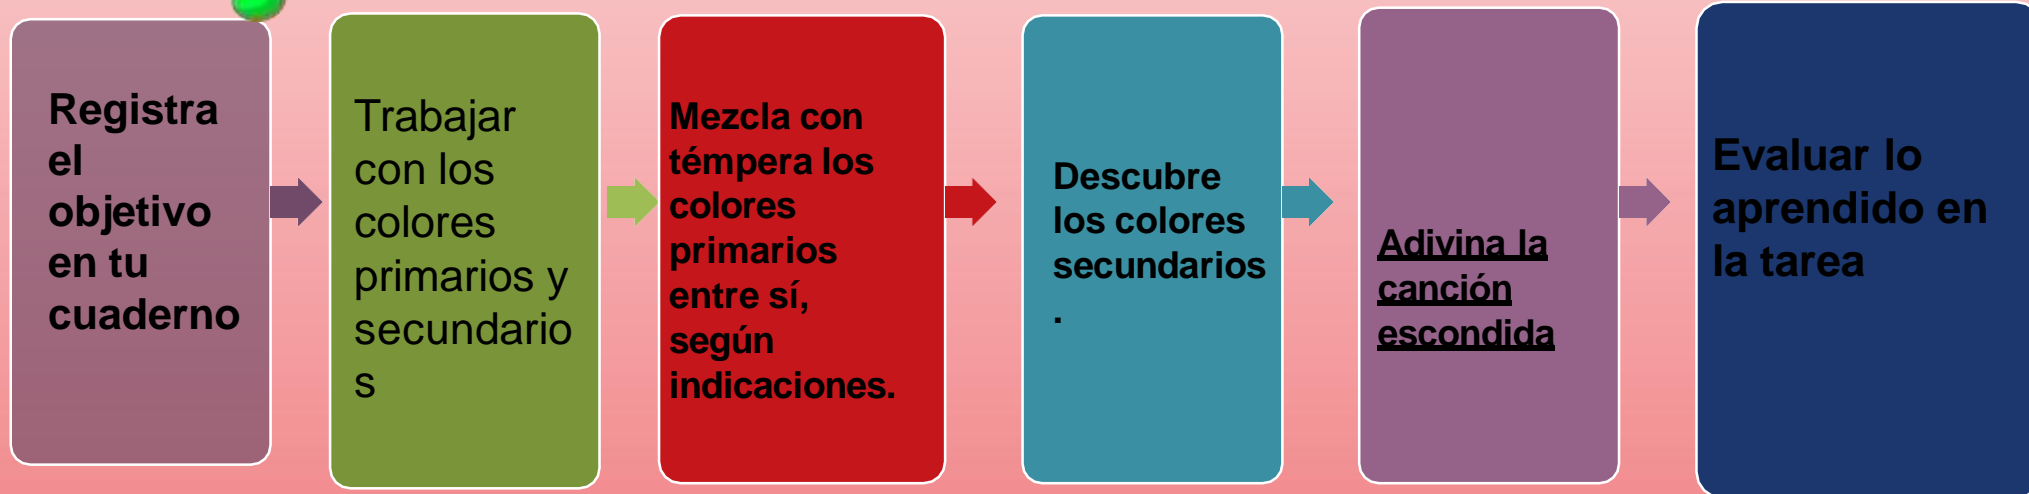 Registra
el
objetivo
en tu
cuaderno
Trabajar
con los
colores
primarios y
secundario
s
Mezcla con
témpera los
colores
primarios
entre sí,
según
indicaciones.
Descubre
los colores
secundarios
.
Adivina la
canción
escondida
Evaluar lo
aprendido en
la tarea